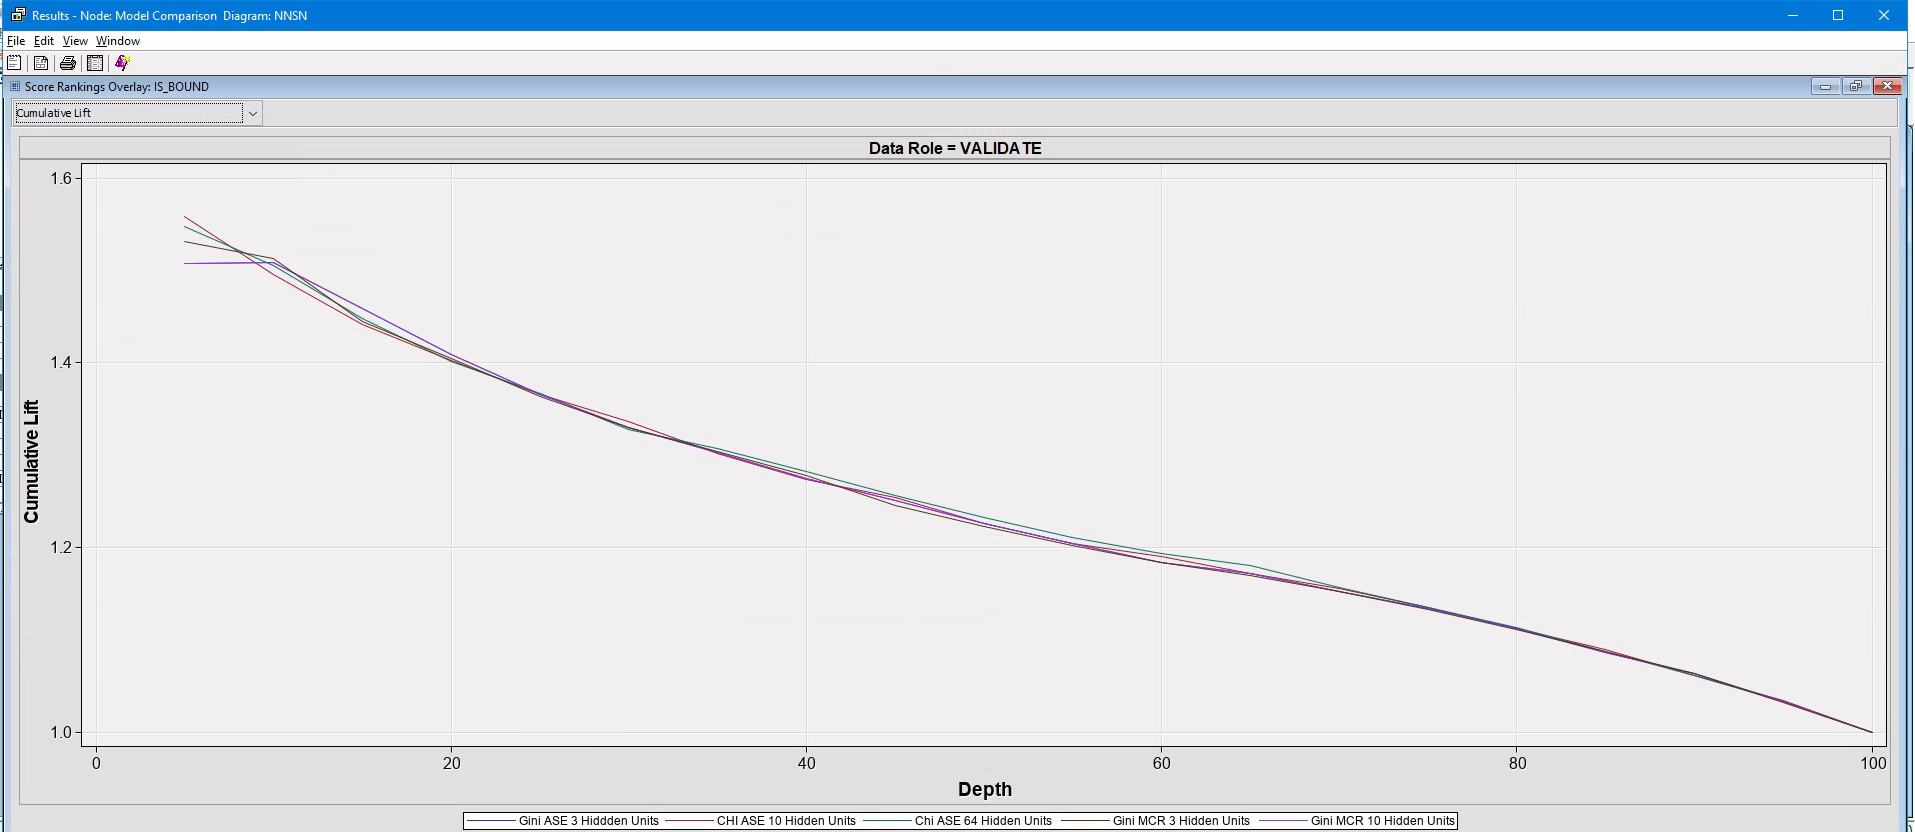 Results - Node: Model Comparison  Diagram: NNSN
File Edit View Window
Score Rankings Overlay: IS_BOUND
Cumulative Lift
Data Role = VALIDATE
1.6
1.4
1.2
1.0
Cumulative Lift
0 20 40 60 80 100
Depth
Gini ASE 3 Hiddden Units CHI ASE 10 Hidden Units Chi ASE 64 Hidden Units Gini MCR 3 Hidden Units Gini MCR 10 Hidden Units